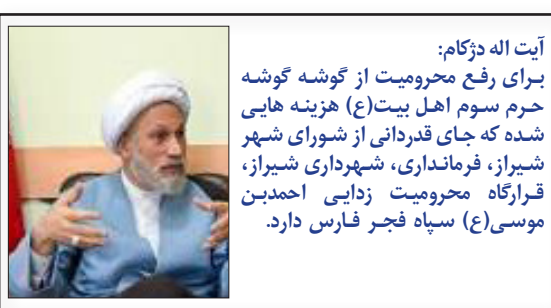 آیت اله دژکام:
برای رفع محرومیت از گوشه گوشه
حرم سوم اهل بیت(ع) هزینه هایی
شده که جای قدردانی از شورای شهر
شیراز، فرمانداری، شهرداری شیراز،
قرارگاه محرومیت زدایی احمدبن
موسی(ع) سپاه فجر فارس دارد.